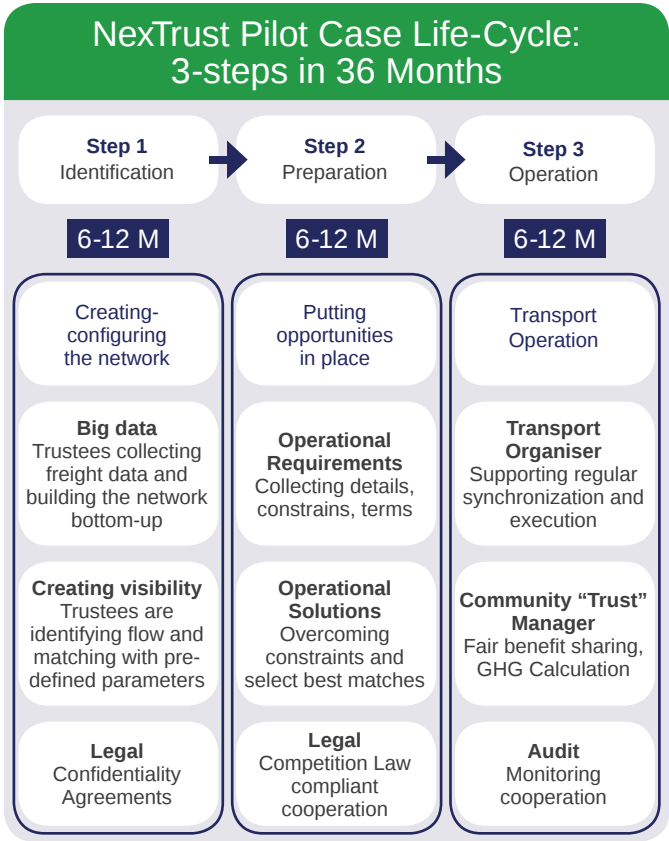 NexTrust Pilot Case Life-Cycle:
3-steps in 36 Months
Step 1
Identification
Step 2
Preparation
Step 3
Operation
6-12 M
6-12 M
6-12 M
Creating-
configuring
the network
Big data
Trustees collecting
freight data and
building the network
bottom-up
Creating visibility
Trustees are
identifying flow and
matching with pre-
defined parameters
Legal
Confidentiality
Agreements
Putting
opportunities
in place
Operational
Requirements
Collecting details,
constrains, terms
Operational
Solutions
Overcoming
constraints and
select best matches
Legal
Competition Law
compliant
cooperation
Transport
Operation
Transport
Organiser
Supporting regular
synchronization and
execution
Community “Trust”
Manager
Fair benefit sharing,
GHG Calculation
Audit
Monitoring
cooperation